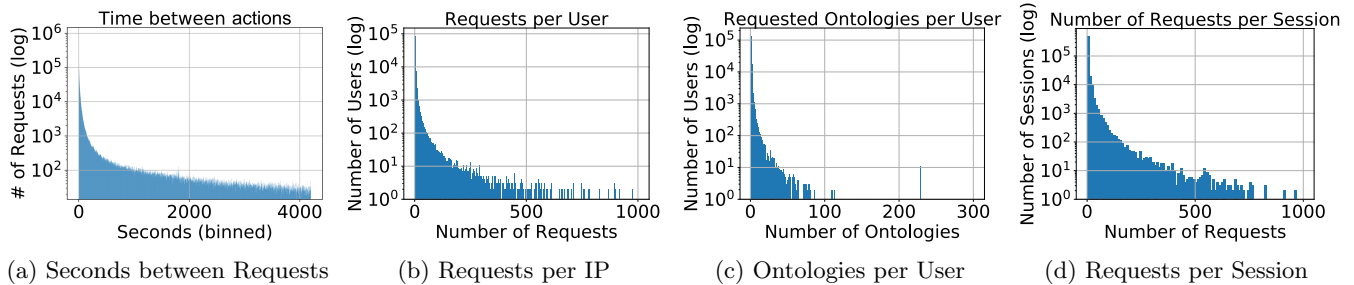 Time between actions
# of Requests (log)
10^6
10^5
10^4
10^3
10^2
0 2000 4000
Seconds (binned)
(a) Seconds between Requests
Requests per User
Number of Users (log)
10^5
10^4
10^3
10^2
10^1
10^0
0 500 1000
Number of Requests
(b) Requests per IP
Requested Ontologies per User
Number of Users (log)
10^5
10^4
10^3
10^2
10^1
10^0
0 100 200 300
Number of Ontologies
(c) Ontologies per User
Number of Requests per Session
Number of Sessions (log)
10^5
10^4
10^3
10^2
10^1
10^0
0 500 1000
Number of Requests
(d) Requests per Session